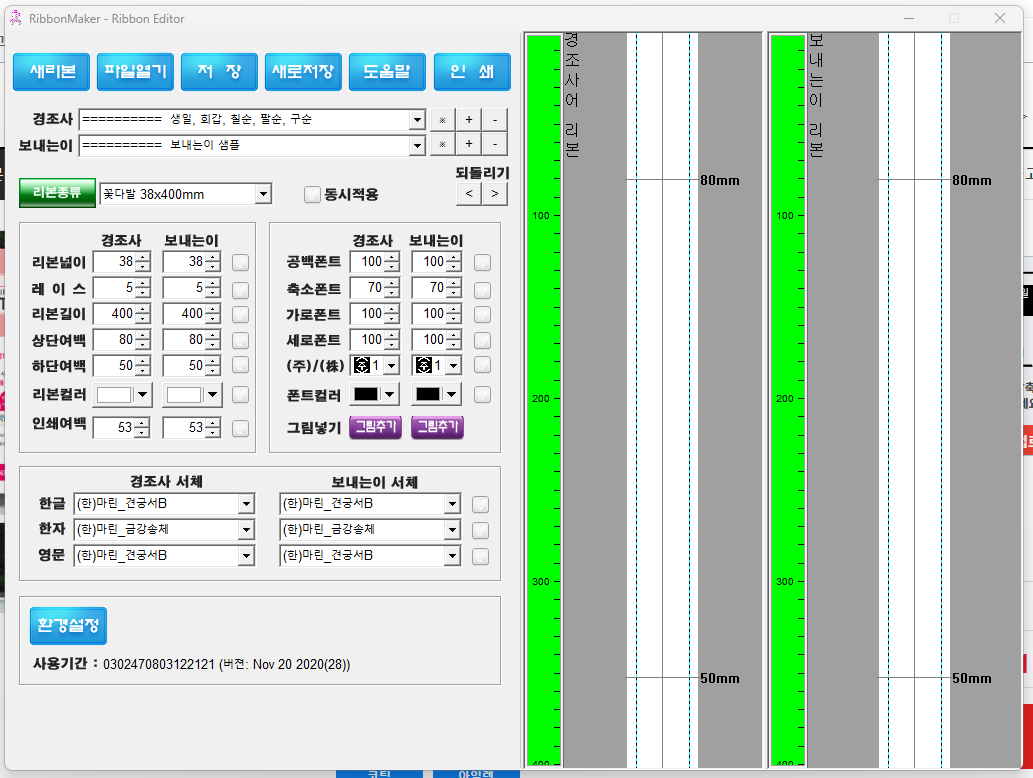 RibbonMaker - Ribbon Editor
새리본 파일열기 저 장 새로저장 도움말 인 쇄
경조사 ========== 생일, 회갑, 칠순, 팔순, 구순 ※ + -
보내는이 ========== 보내는이 샘플 ※ + -
되돌리기
리본종류 꽃다발 38x400mm 동시적용 < >
경조사 보내는이
리본넓이 38 38
레 이 스 5 5
리본길이 400 400
상단여백 80 80
하단여백 50 50
리본컬러
인쇄여백 53 53
경조사 보내는이
공백폰트 100 100
축소폰트 70 70
가로폰트 100 100
세로폰트 100 100
(주)/(株) 1 1
폰트컬러
그림넣기 그림추가 그림추가
경조사 서체 보내는이 서체
한글 (한)마린_견궁서B (한)마린_견궁서B
한자 (한)마린_금강송체 (한)마린_금강송체
영문 (한)마린_견궁서B (한)마린_견궁서B
환경설정
사용기간 : 0302470803122121 (버젼: Nov 20 2020(28))
경조사어 리본
80mm
100
200
300
50mm
400
보내는이 리본
80mm
100
200
300
50mm
400
코팅 아일렛